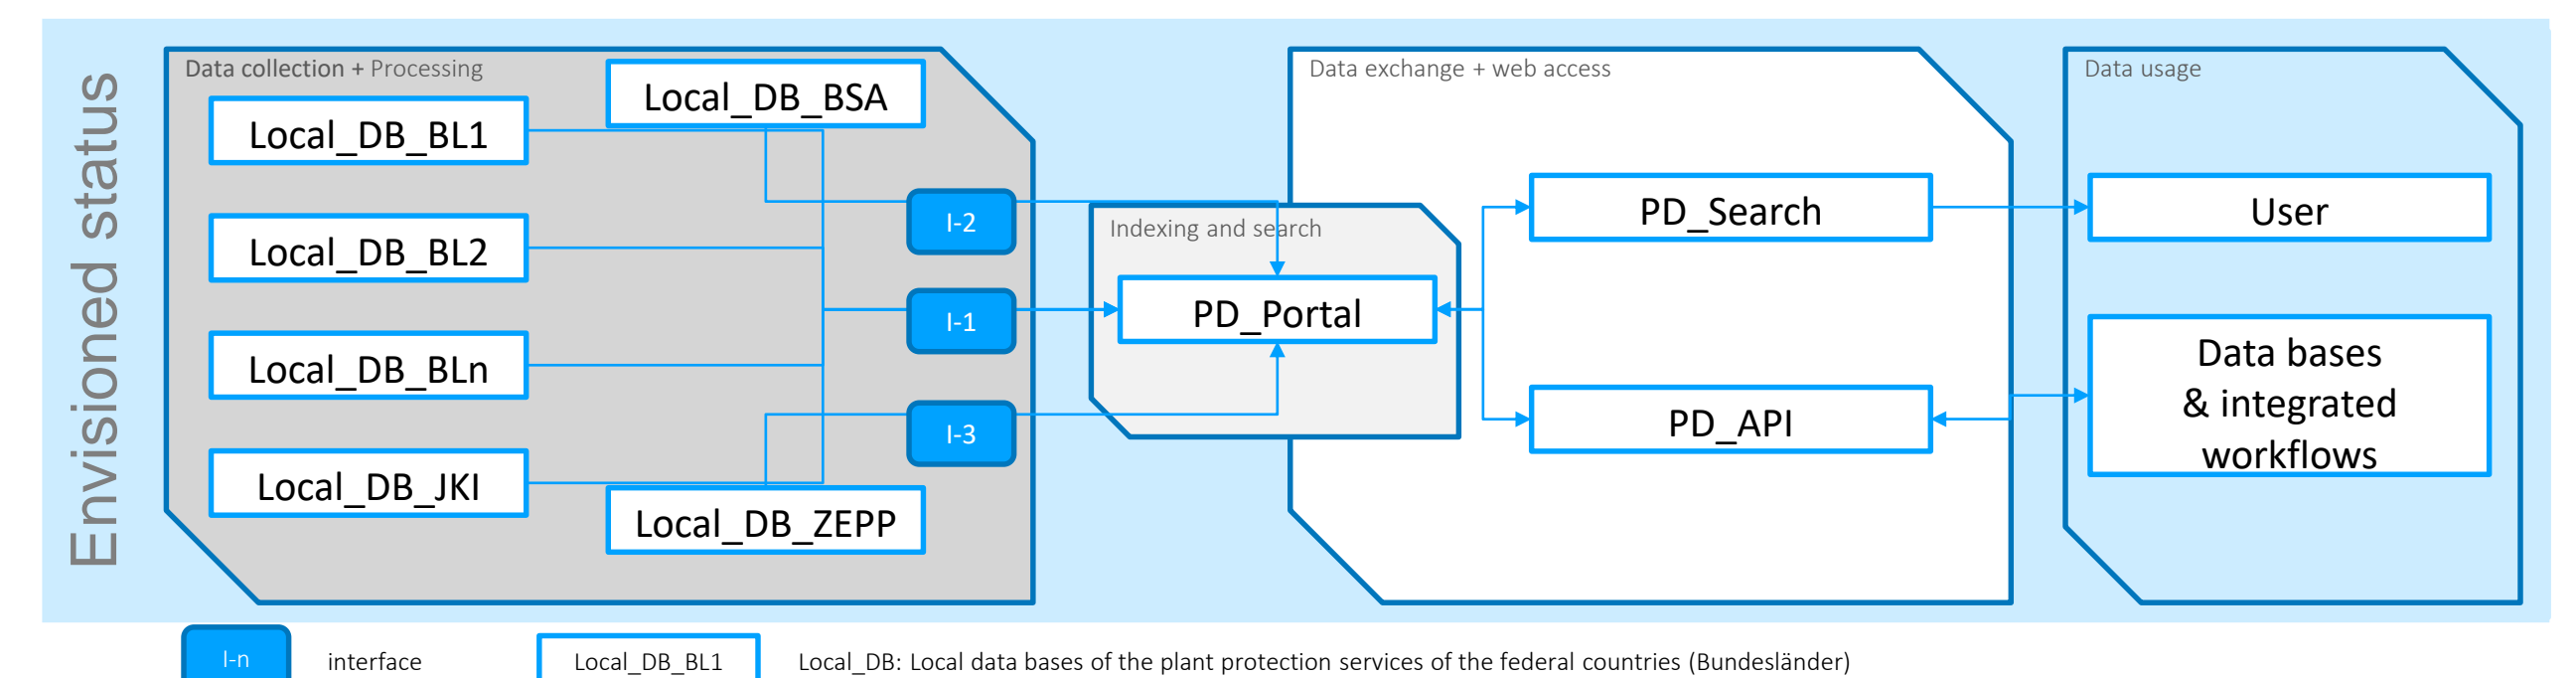 Envisioned status
Data collection + Processing
Local_DB_BSA
Local_DB_BL1
Local_DB_BL2
Local_DB_BLn
Local_DB_JKI
Local_DB_ZEPP
I-2
I-1
I-3
Indexing and search
PD_Portal
Data exchange + web access
PD_Search
PD_API
Data usage
User
Data bases
& integrated
workflows
I-n
interface
Local_DB_BL1
Local_DB: Local data bases of the plant protection services of the federal countries (Bundesländer)